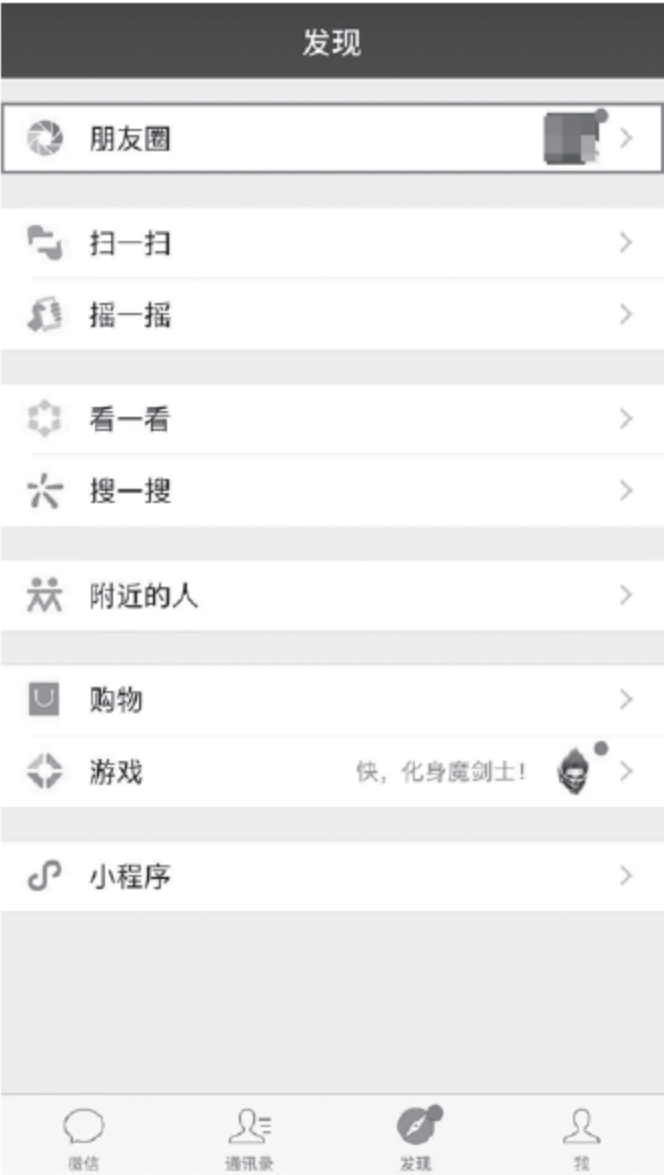 发现
朋友圈
扫一扫
摇一摇
看一看
搜一搜
附近的人
购物
游戏 快，化身魔剑士！
小程序
微信 通讯录 发现 我